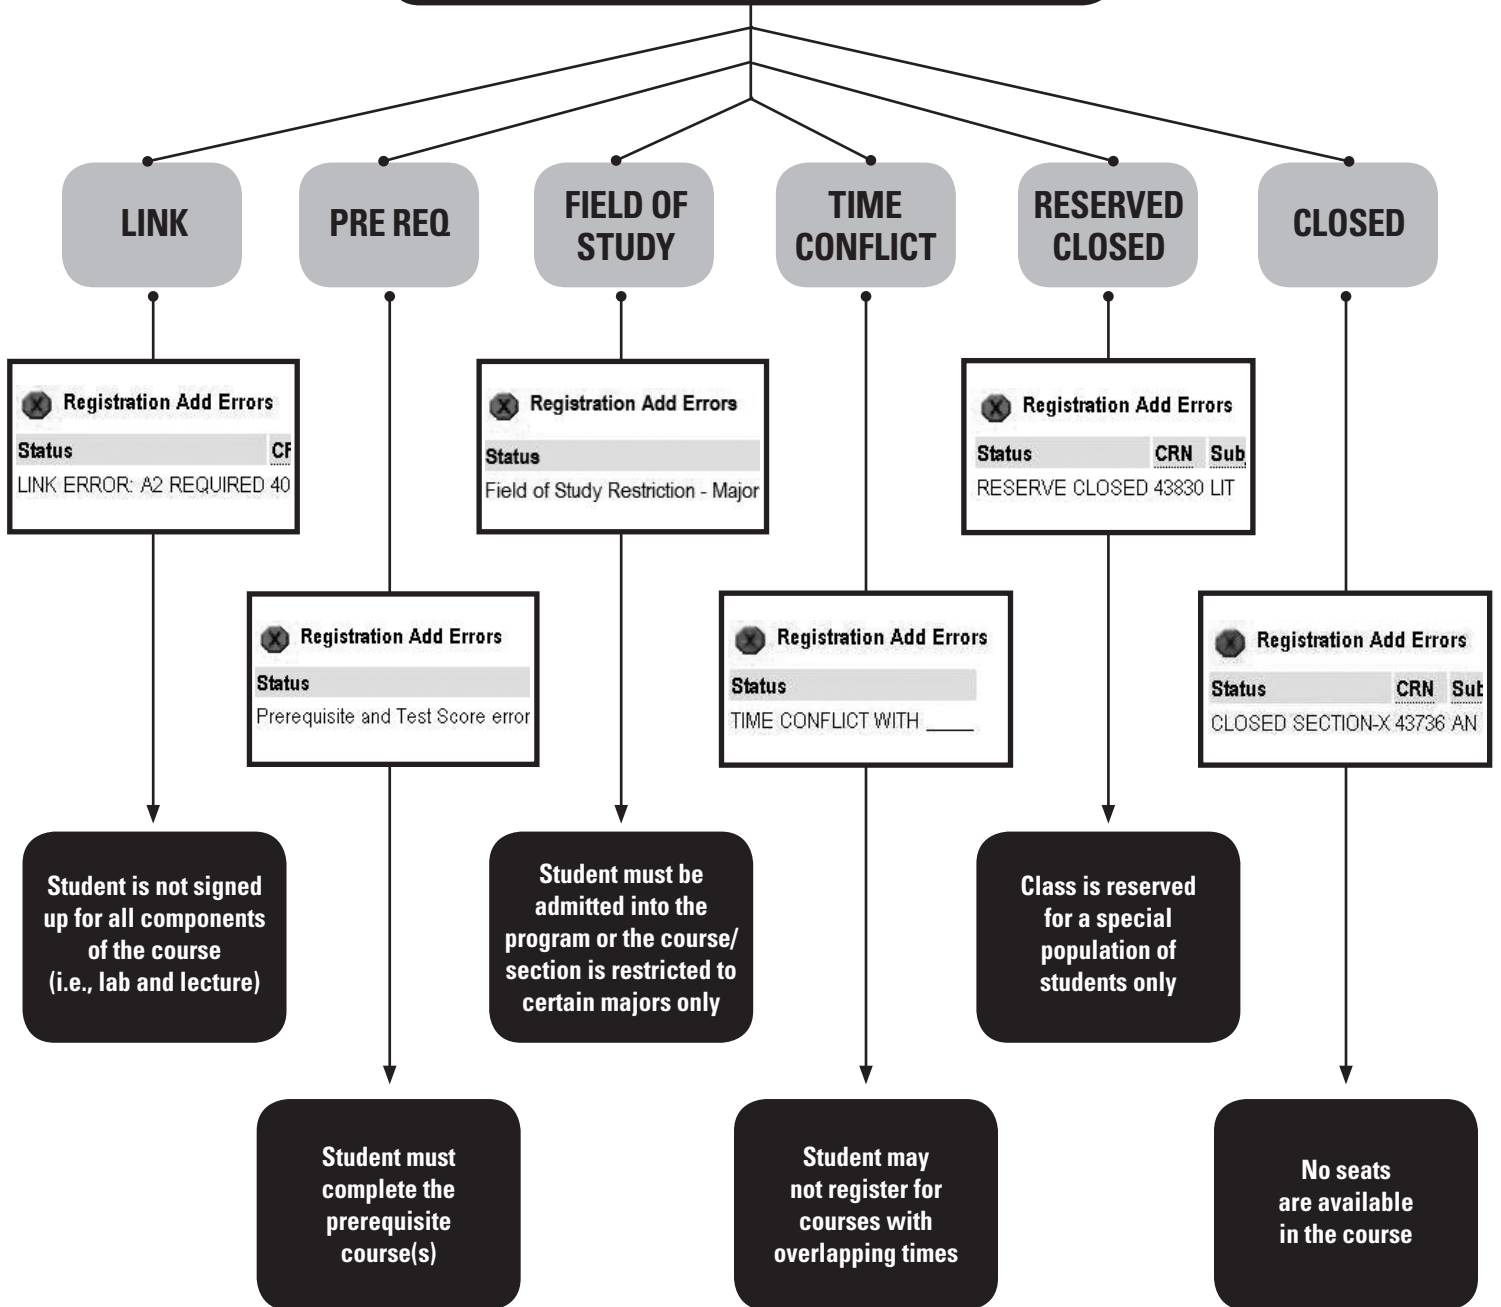 LINK
PRE REQ
FIELD OF
STUDY
TIME
CONFLICT
RESERVED
CLOSED
CLOSED
Registration Add Errors
Status CR
LINK ERROR: A2 REQUIRED 40
Registration Add Errors
Status
Prerequisite and Test Score error
Registration Add Errors
Status
Field of Study Restriction - Major
Registration Add Errors
Status
TIME CONFLICT WITH _____
Registration Add Errors
Status CRN Sub
RESERVE CLOSED 43830 LIT
Registration Add Errors
Status CRN Sub
CLOSED SECTION-X 43736 AN
Student is not signed
up for all components
of the course
(i.e., lab and lecture)
Student must
complete the
prerequisite
course(s)
Student must be
admitted into the
program or the course/
section is restricted to
certain majors only
Student may
not register for
courses with
overlapping times
Class is reserved
for a special
population of
students only
No seats
are available
in the course